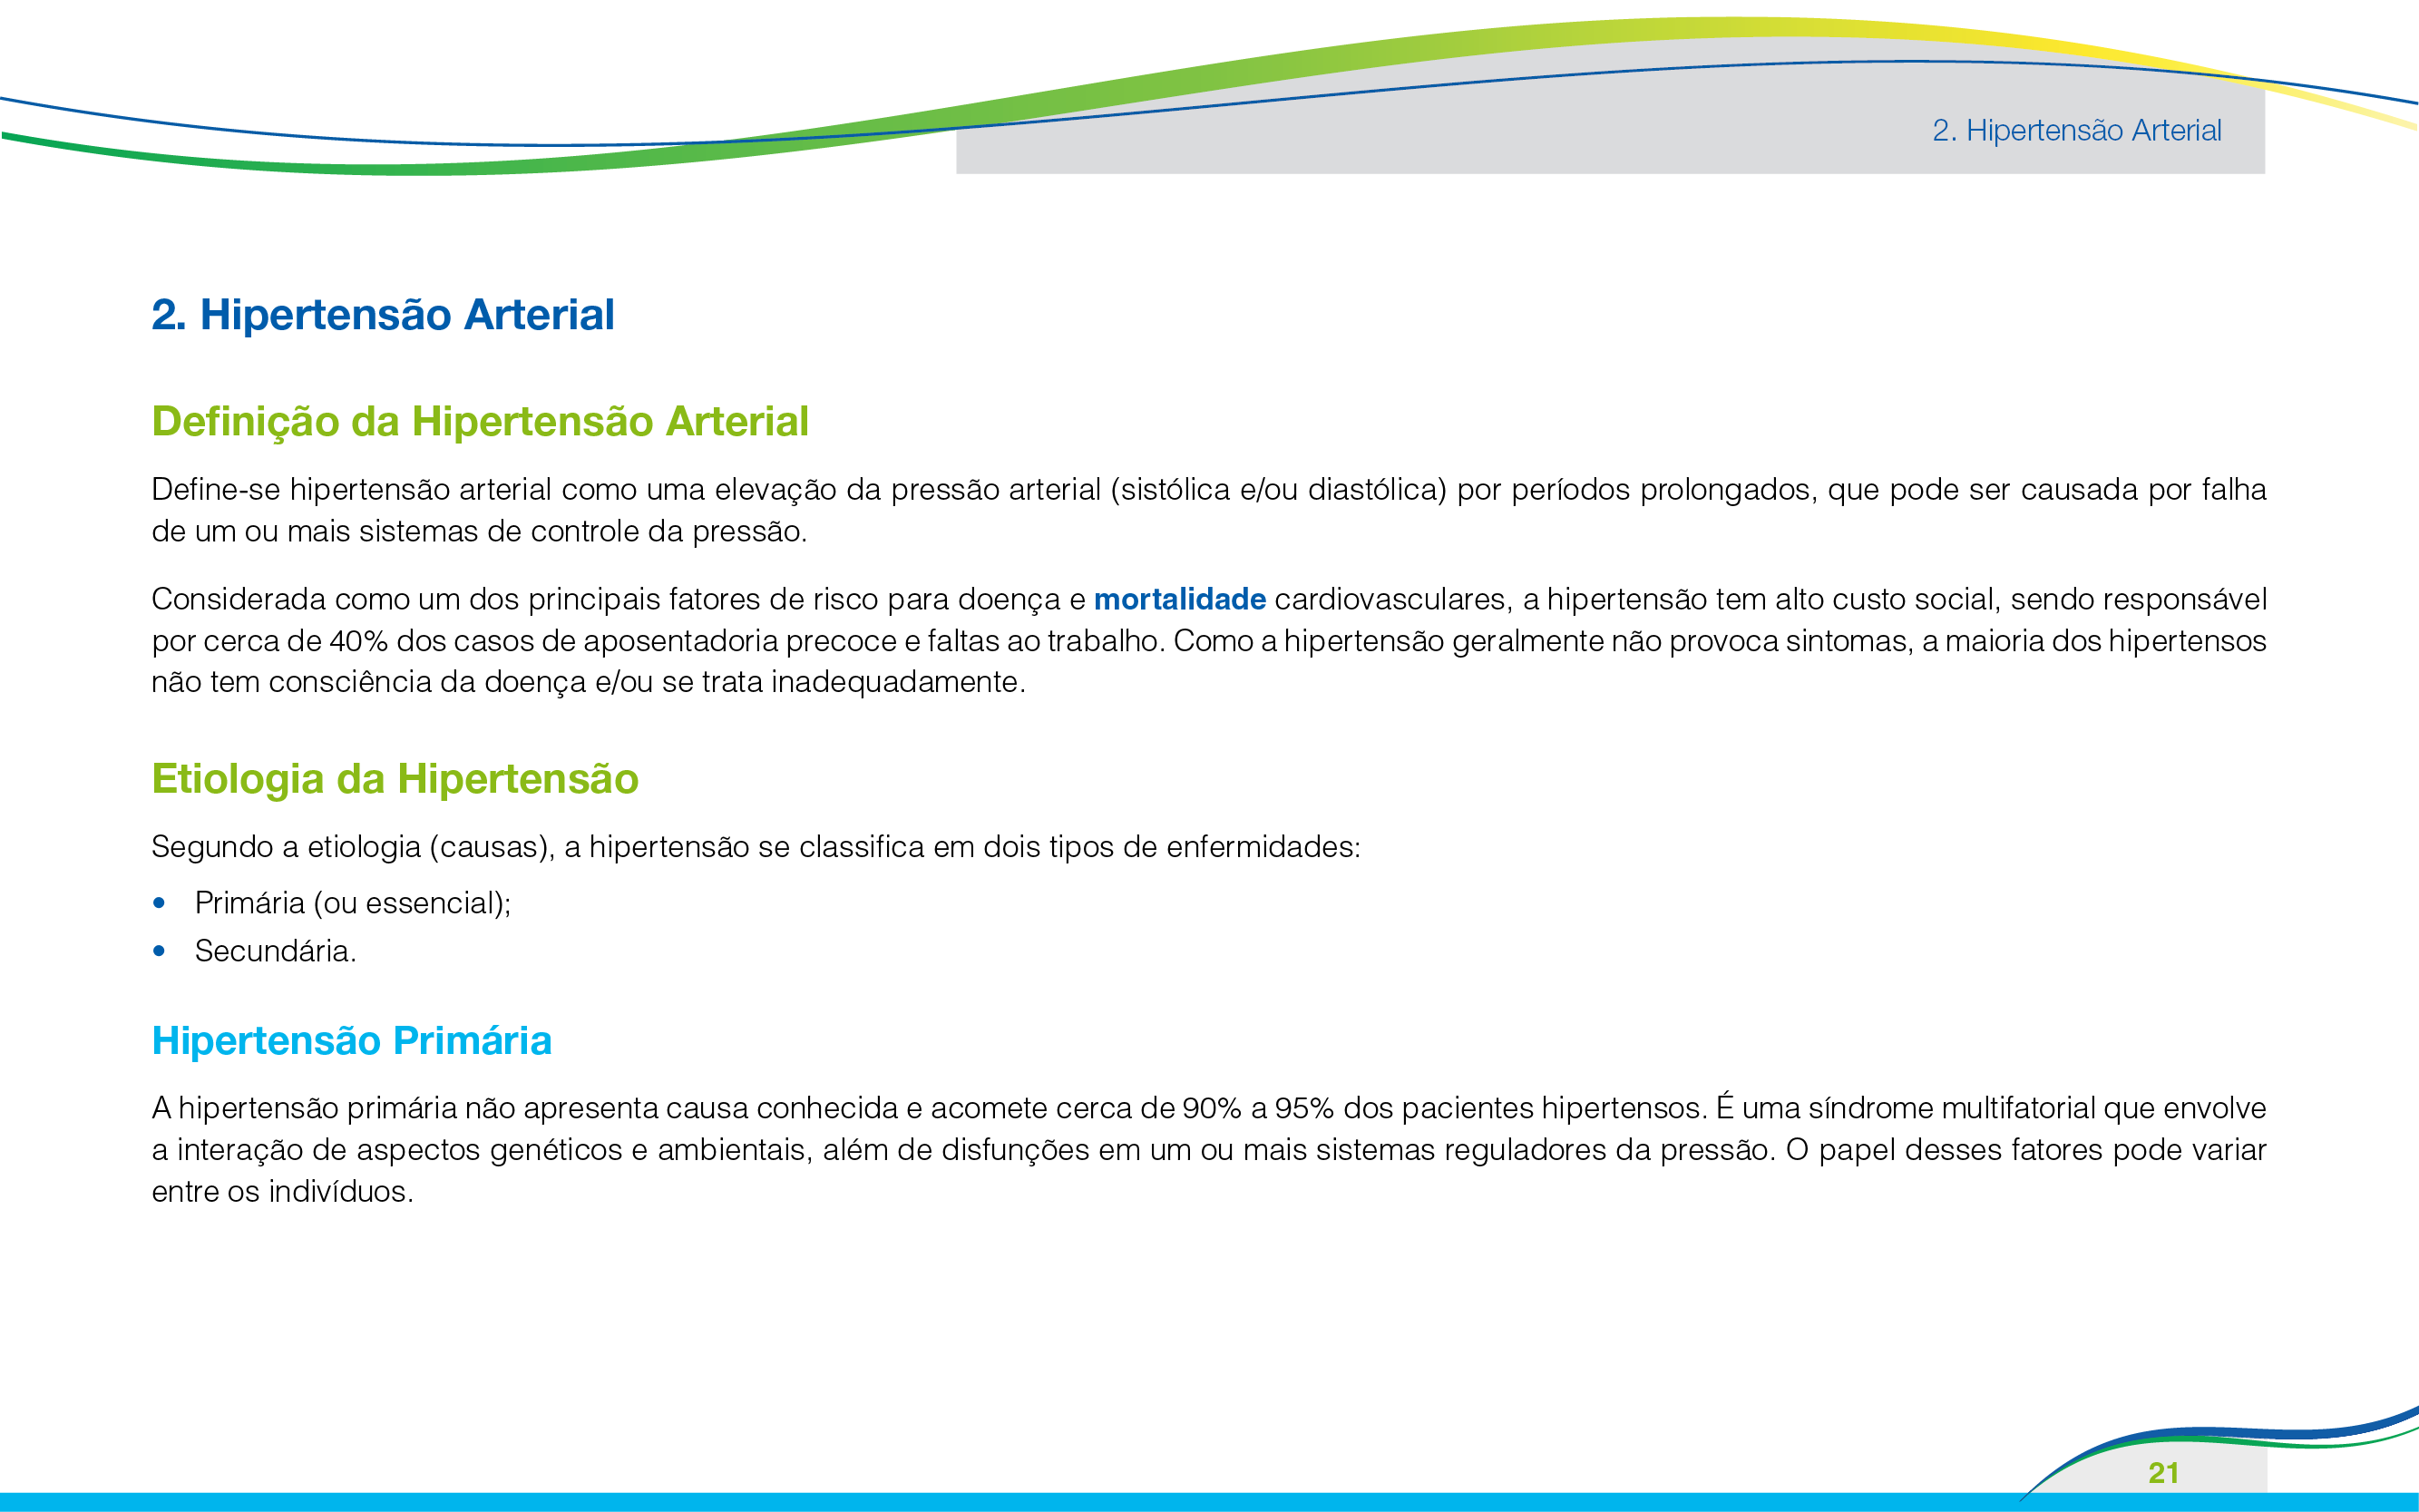 2. Hipertensão Arterial
2. Hipertensão Arterial
Definição da Hipertensão Arterial
Define-se hipertensão arterial como uma elevação da pressão arterial (sistólica e/ou diastólica) por períodos prolongados, que pode ser causada por falha
de um ou mais sistemas de controle da pressão.
Considerada como um dos principais fatores de risco para doença e mortalidade cardiovasculares, a hipertensão tem alto custo social, sendo responsável
por cerca de 40% dos casos de aposentadoria precoce e faltas ao trabalho. Como a hipertensão geralmente não provoca sintomas, a maioria dos hipertensos
não tem consciência da doença e/ou se trata inadequadamente.
Etiologia da Hipertensão
Segundo a etiologia (causas), a hipertensão se classifica em dois tipos de enfermidades:
• Primária (ou essencial);
• Secundária.
Hipertensão Primária
A hipertensão primária não apresenta causa conhecida e acomete cerca de 90% a 95% dos pacientes hipertensos. É uma síndrome multifatorial que envolve
a interação de aspectos genéticos e ambientais, além de disfunções em um ou mais sistemas reguladores da pressão. O papel desses fatores pode variar
entre os indivíduos.
21